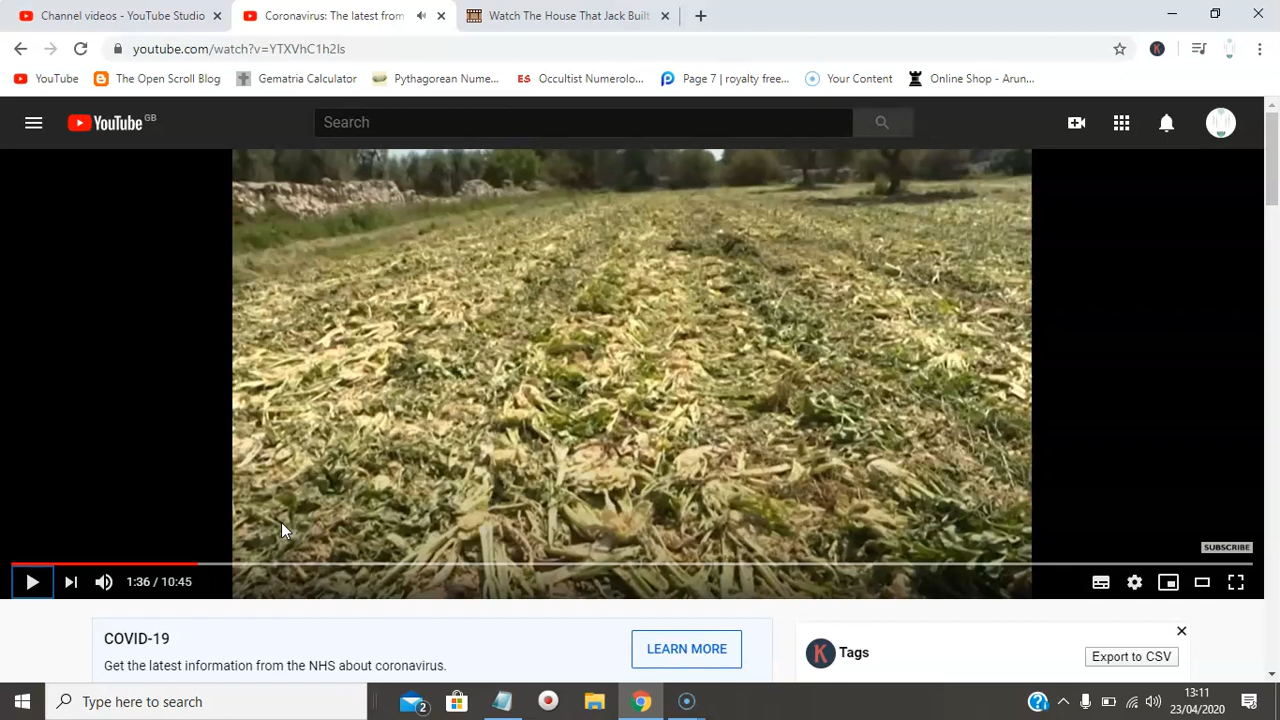 Channel videos - YouTube Studio
Coronavirus: The latest from
Watch The House That Jack Built
youtube.com/watch?v=YTXVhC1h2Is
YouTube
The Open Scroll Blog
Gematria Calculator
Pythagorean Nume...
ES
Occultist Numerolo...
Page 7 | royalty free...
Your Content
Online Shop - Arun...
YouTube GB
Search
SUBSCRIBE
1:36 / 10:45
COVID-19
LEARN MORE
Get the latest information from the NHS about coronavirus.
K Tags
Export to CSV
Type here to search
2
13:11
23/04/2020